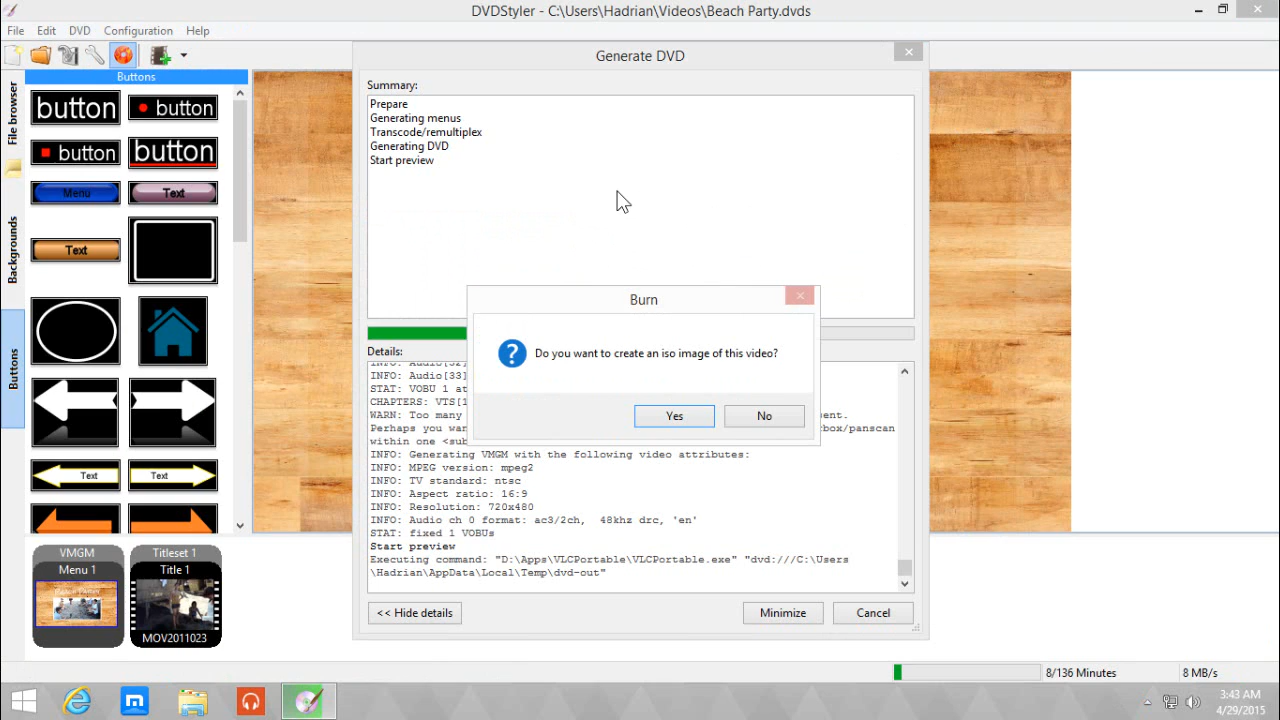 DVDStyler - C:\Users\Hadrian\Videos\Beach Party.dvds
File Edit DVD Configuration Help
Generate DVD
File browser
Backgrounds
Buttons
Buttons
button
button
button
button
Menu
Text
Text
Text
Text
Summary:
Prepare
Generating menus
Transcode/remultiplex
Generating DVD
Start preview
Burn
Do you want to create an iso image of this video?
Yes No
Details:
INFO: Audio[33]
STAT: VOBU 1 at
CHAPTERS: VTS[1
WARN: Too many ent.
Perhaps you wan box/panscan
within one <sub
INFO: Generating VMGM with the following video attributes:
INFO: MPEG version: mpeg2
INFO: TV standard: ntsc
INFO: Aspect ratio: 16:9
INFO: Resolution: 720x480
INFO: Audio ch 0 format: ac3/2ch, 48khz drc, 'en'
STAT: fixed 1 VOBUs
Start preview
Executing command: "D:\Apps\VLCPortable\VLCPortable.exe" "dvd:///C:\Users
\Hadrian\AppData\Local\Temp\dvd-out"
<< Hide details Minimize Cancel
VMGM Titleset 1
Menu 1 Title 1
MOV2011023
8/136 Minutes 8 MB/s
3:43 AM
4/29/2015